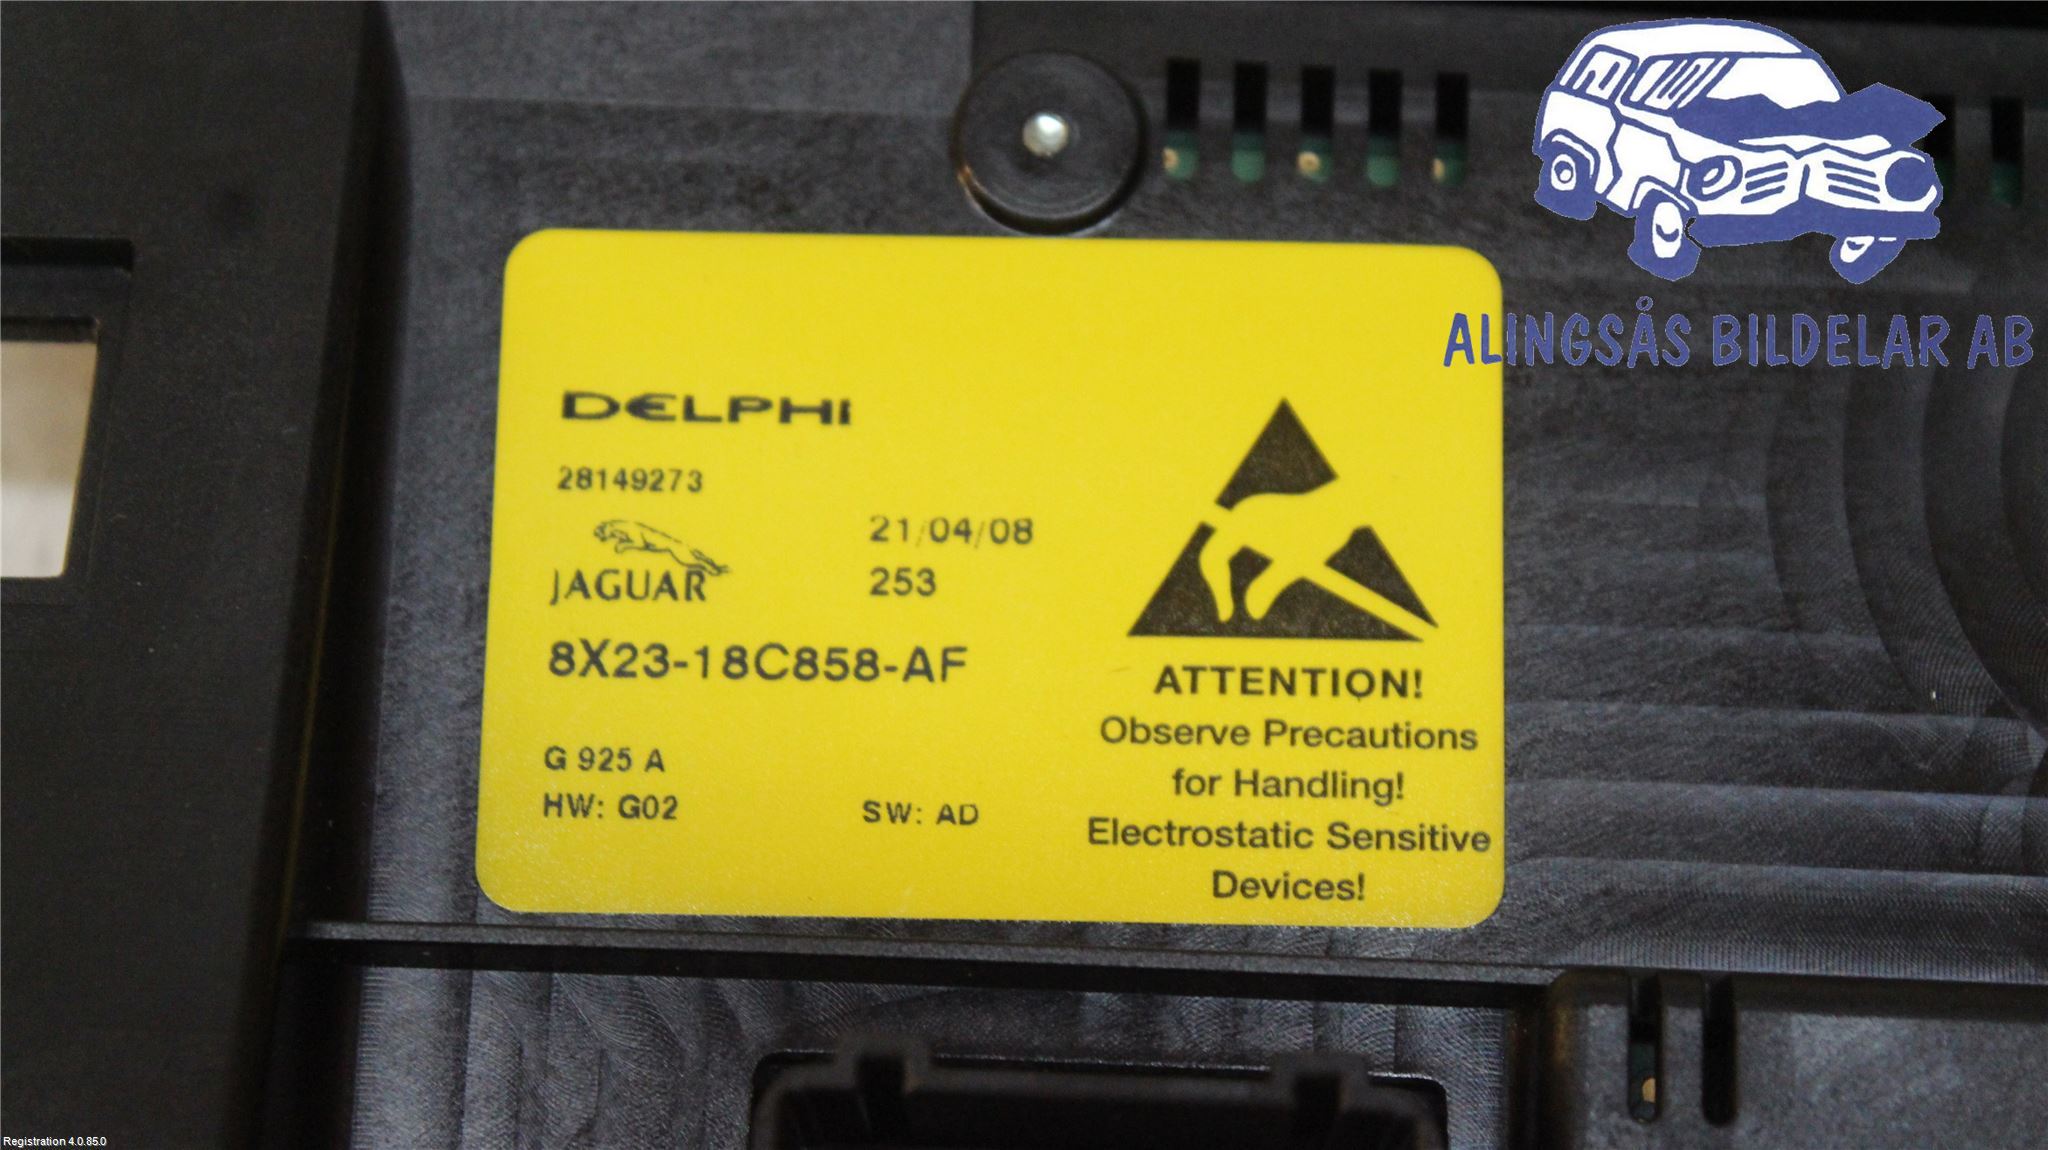 ALINGSÅS BILDELAR AB
DELPHI
28149273
JAGUAR
21/04/08
253
8X23-18C858-AF
G 925 A
HW: G02
SW: AD
ATTENTION!
Observe Precautions
for Handling!
Electrostatic Sensitive
Devices!
Registration 4.0.85.0